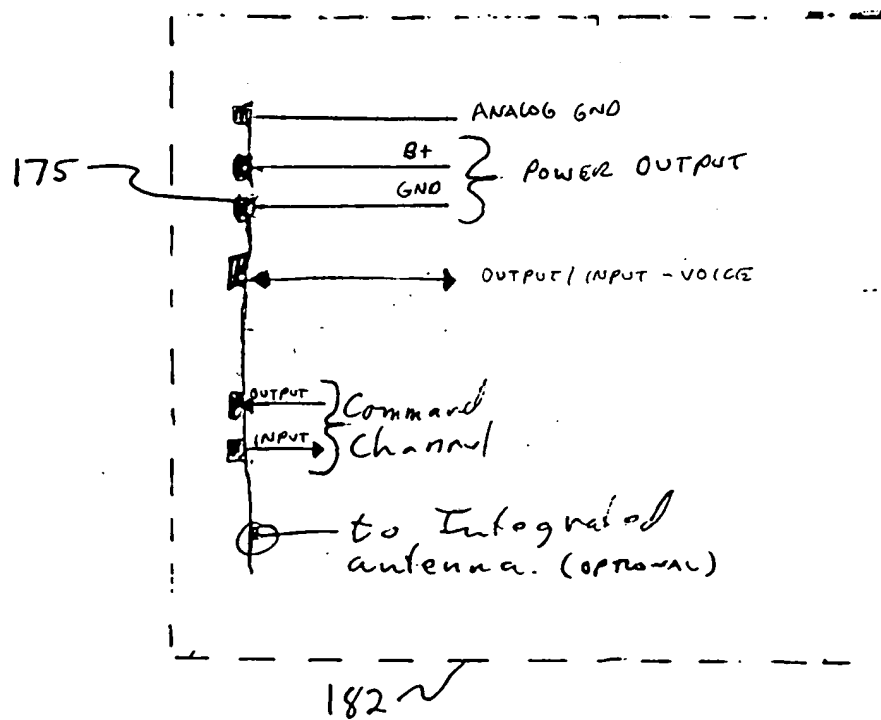 ANALOG GND
B+
175
POWER OUTPUT
GND
OUTPUT/INPUT - VOICE
OUTPUT
Command
INPUT
Channel
to Integrated
antenna. (OPTIONAL)
182